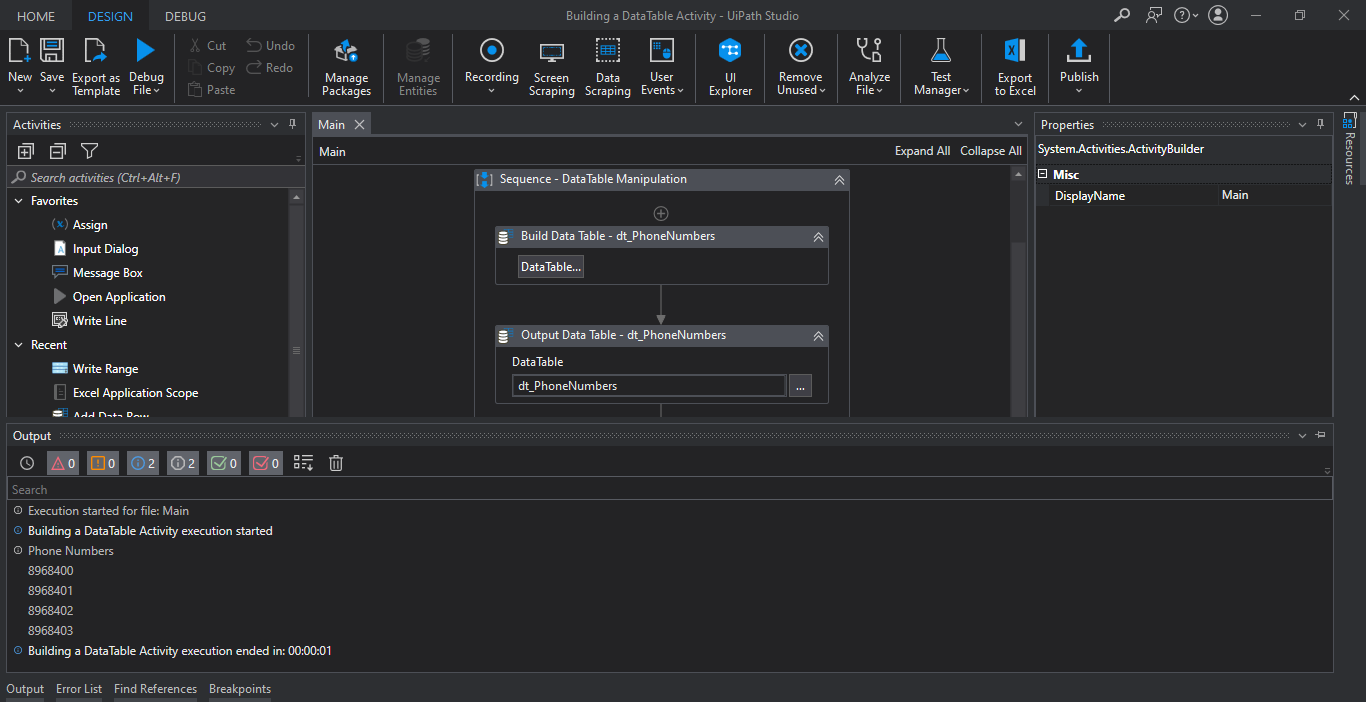 HOME DESIGN DEBUG Building a DataTable Activity - UiPath Studio
New Save Export as Template Debug File
Cut Undo
Copy Redo
Paste
Manage Packages Manage Entities Recording Screen Scraping Data Scraping User Events UI Explorer Remove Unused Analyze File Test Manager Export to Excel Publish
Activities
Search activities (Ctrl+Alt+F)
Favorites
Assign
Input Dialog
Message Box
Open Application
Write Line
Recent
Write Range
Excel Application Scope
Add Data Row
Main
Main Expand All Collapse All
Sequence - DataTable Manipulation
Build Data Table - dt_PhoneNumbers
DataTable...
Output Data Table - dt_PhoneNumbers
DataTable
dt_PhoneNumbers ...
Properties
System.Activities.ActivityBuilder
Misc
DisplayName Main
Resources
Output
0 0 2 2 0 0
Search
Execution started for file: Main
Building a DataTable Activity execution started
Phone Numbers
8968400
8968401
8968402
8968403
Building a DataTable Activity execution ended in: 00:00:01
Output Error List Find References Breakpoints